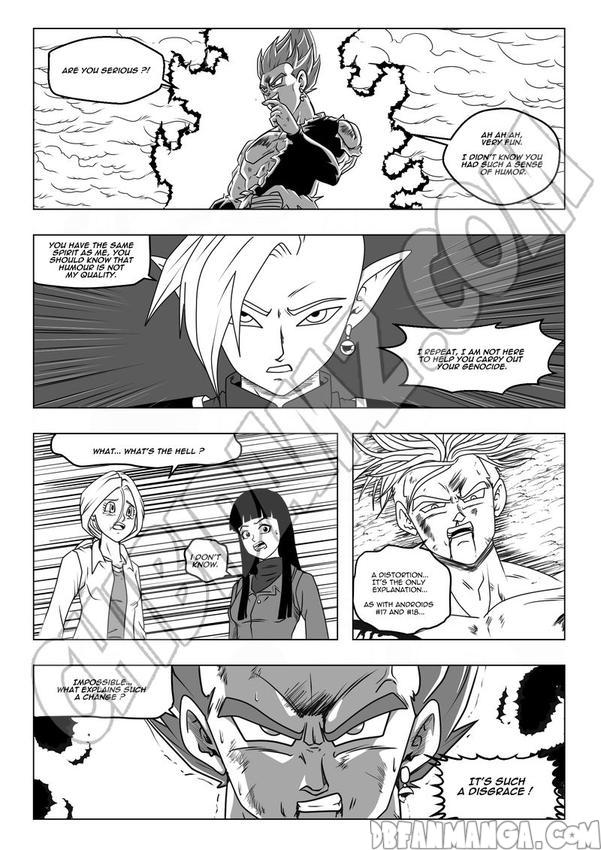 ARE YOU SERIOUS ?!
AH AH AH,
VERY FUN.
I DIDN'T KNOW YOU
HAD SUCH A SENSE
OF HUMOR.
YOU HAVE THE SAME
SPIRIT AS ME, YOU
SHOULD KNOW THAT
HUMOUR IS NOT
MY QUALITY.
I REPEAT, I AM NOT HERE
TO HELP YOU CARRY OUT
YOUR GENOCIDE.
WHAT... WHAT'S THE HELL ?
I DON'T
KNOW.
A DISTORTION...
IT'S THE ONLY
EXPLANATION...
AS WITH ANDROIDS
#17 AND #18...
IMPOSSIBLE...
WHAT EXPLAINS SUCH
A CHANGE ?
IT'S SUCH
A DISGRACE !
DBFANMANGA.COM